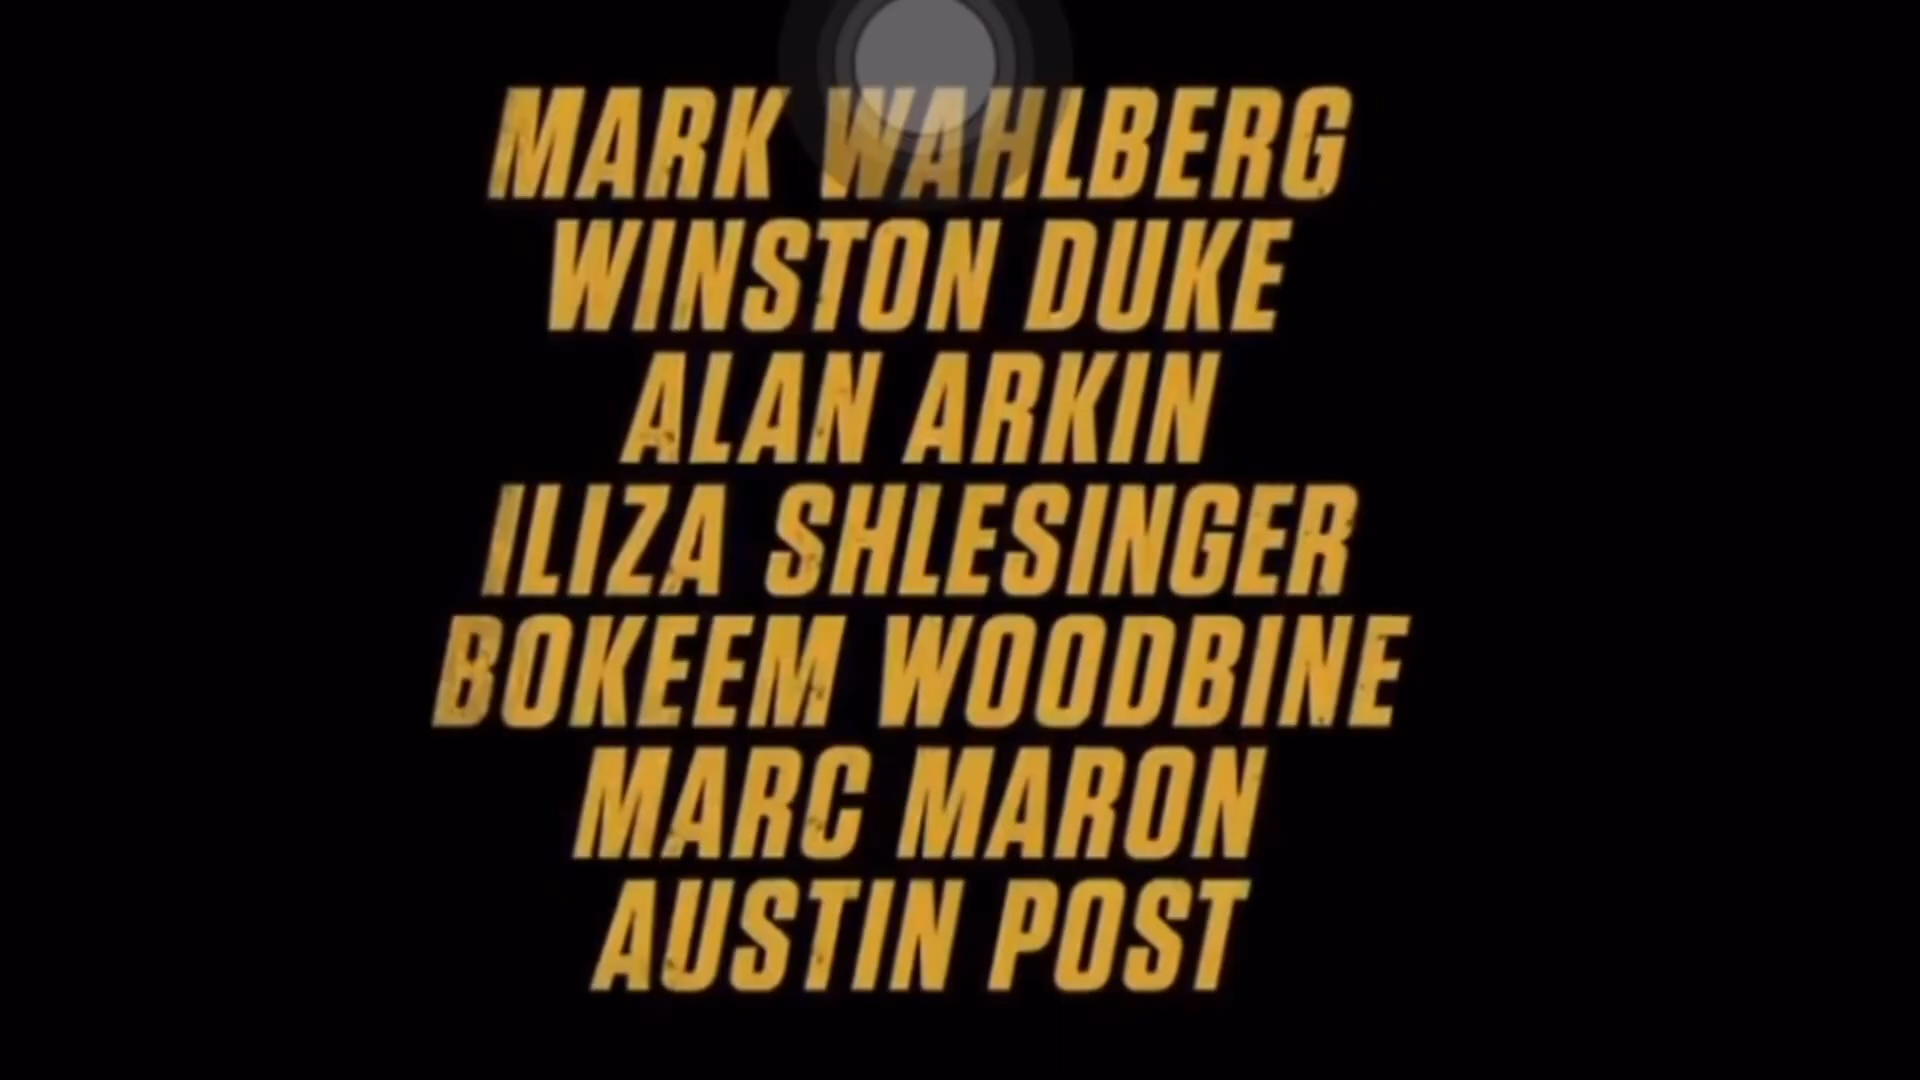 MARK WAHLBERG
WINSTON DUKE
ALAN ARKIN
ILIZA SHLESINGER
BOKEEM WOODBINE
MARC MARON
AUSTIN POST